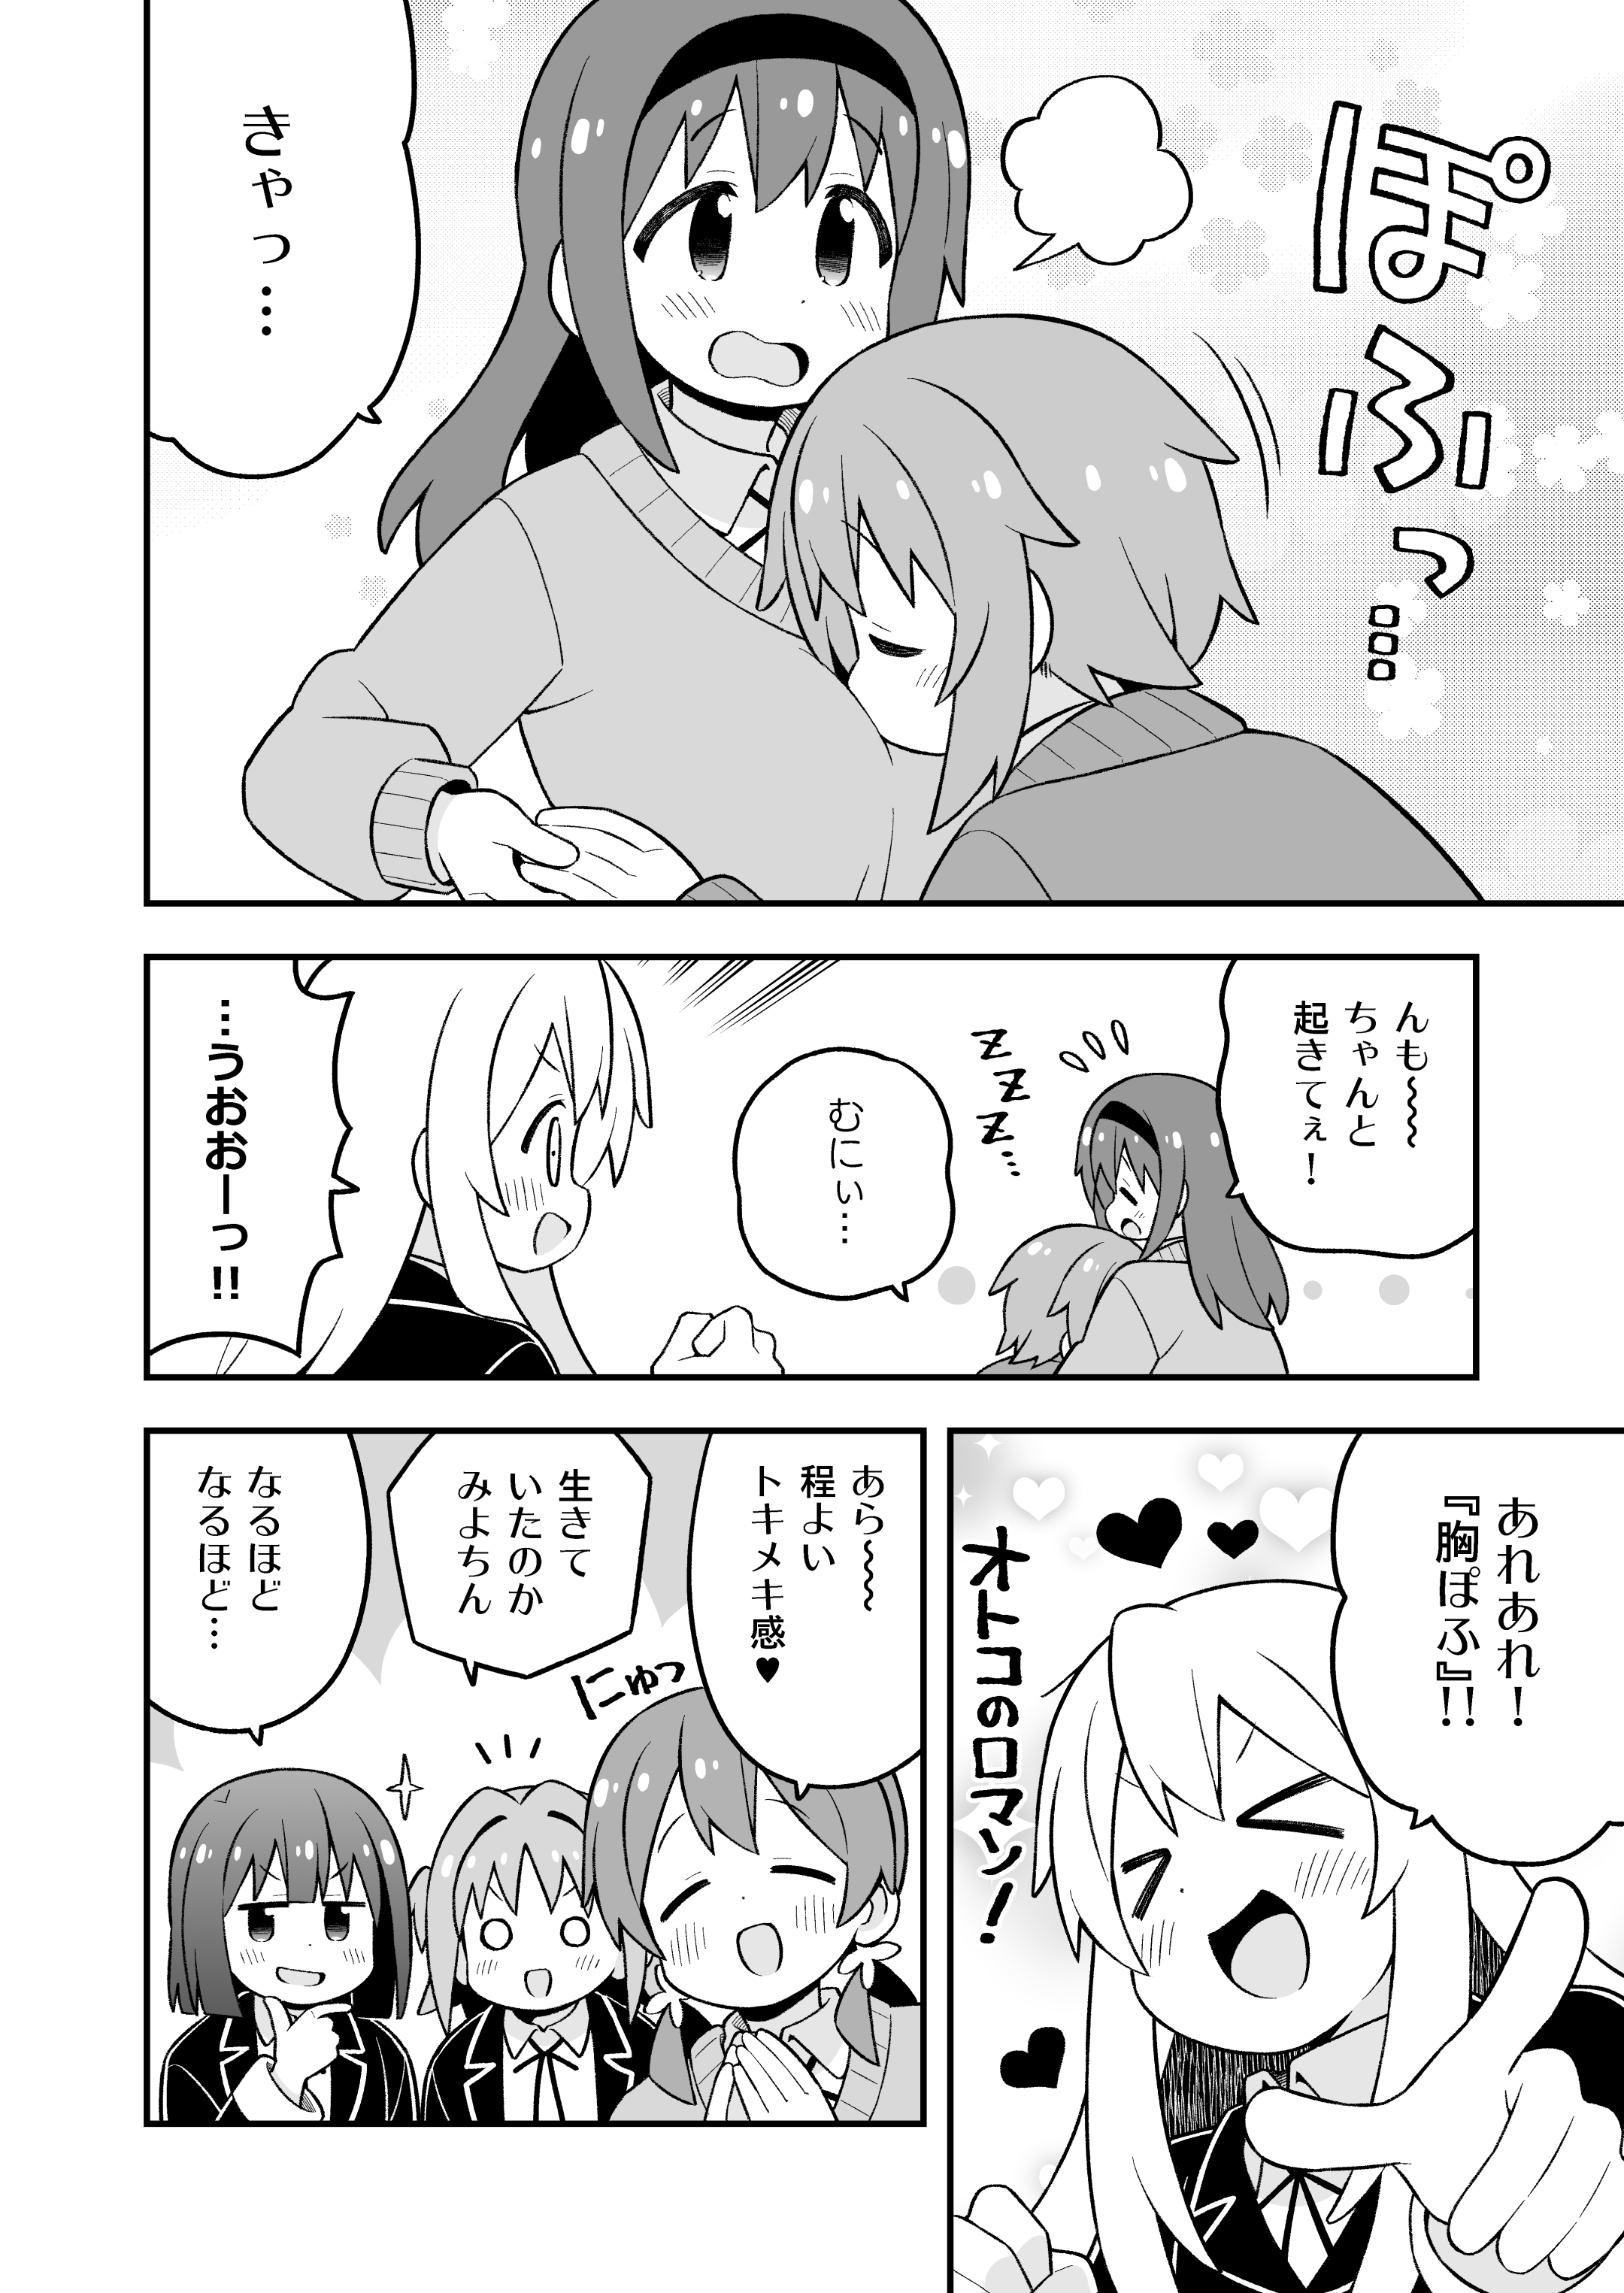 ぽふっ…
きゃっ…
んも〜〜
ちゃんと
起きてぇ！
ZZZ…
むにぃ…
…うおおーっ!!
あれあれ！
『胸ぽふ』!!
オトコのロマン！
あら〜〜
程よい
トキメキ感♥
にゅっ
生きて
いたのか
みよちん
なるほど
なるほど…